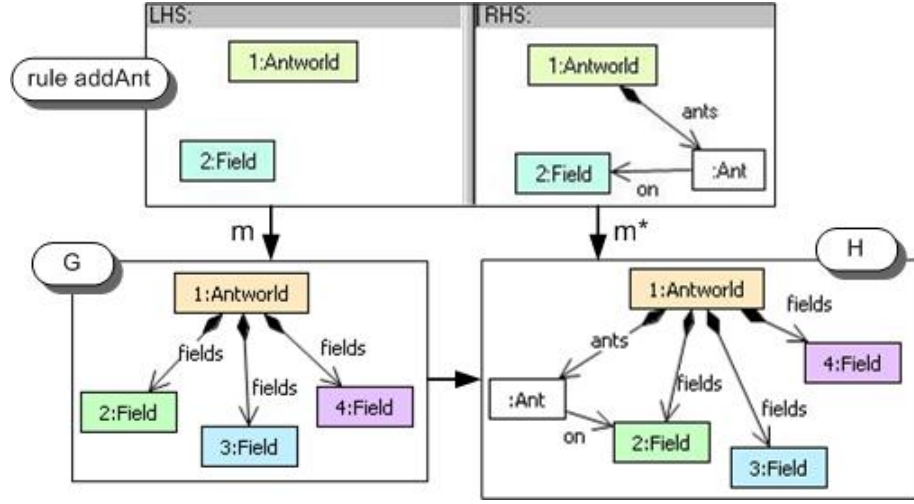 LHS:
RHS:
rule addAnt
1:Antworld
2:Field
1:Antworld
ants
:Ant
2:Field
on
m
m*
G
1:Antworld
fields
fields
fields
2:Field
3:Field
4:Field
H
1:Antworld
fields
ants
4:Field
:Ant
fields
fields
on
2:Field
3:Field